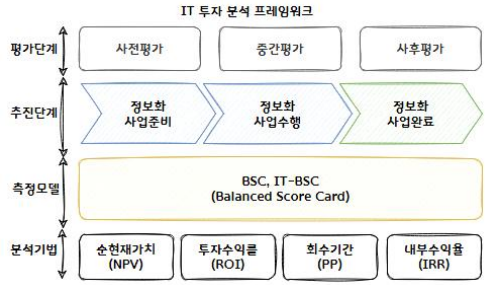 IT 투자 분석 프레임워크
평가단계
사전평가
중간평가
사후평가
추진단계
정보화
사업준비
정보화
사업수행
정보화
사업완료
측정모델
BSC, IT-BSC
(Balanced Score Card)
분석기법
순현재가치
(NPV)
투자수익률
(ROI)
회수기간
(PP)
내부수익율
(IRR)